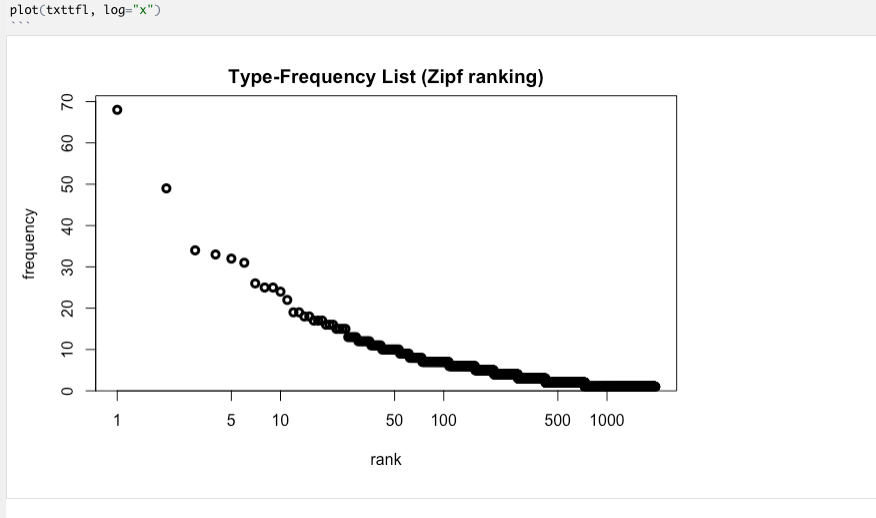 plot(txttfl, log="x")
```
Type-Frequency List (Zipf ranking)
70
60
50
40
30
20
10
0
frequency
1 5 10 50 100 500 1000
rank